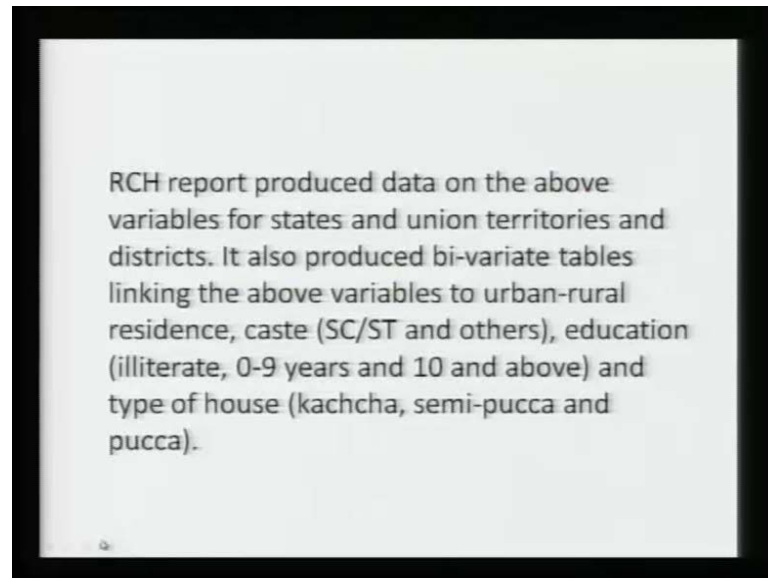 RCH report produced data on the above
variables for states and union territories and
districts. It also produced bi-variate tables
linking the above variables to urban-rural
residence, caste (SC/ST and others), education
(illiterate, 0-9 years and 10 and above) and
type of house (kachcha, semi-pucca and
pucca).